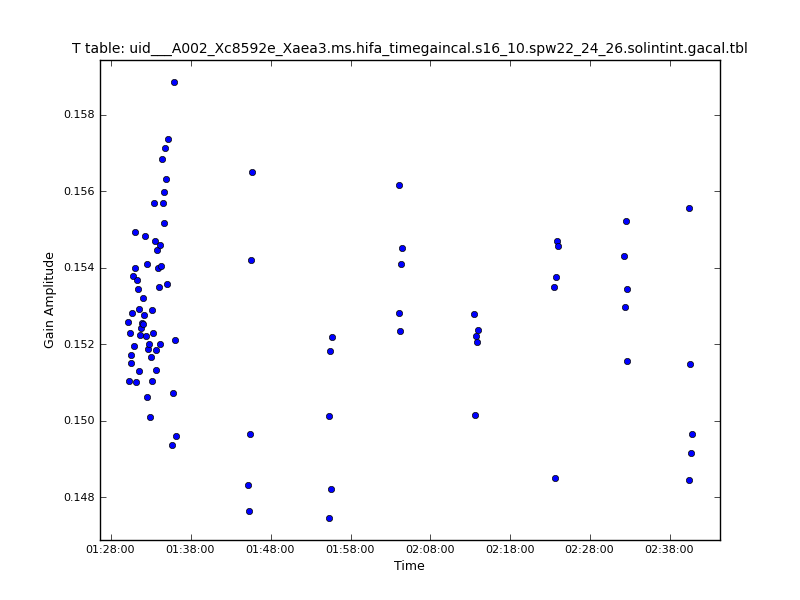 T table: uid___A002_Xc8592e_Xaea3.ms.hifa_timegaincal.s16_10.spw22_24_26.solintint.gacal.tbl
0.158
0.156
0.154
0.152
0.150
0.148
Gain Amplitude
01:28:00 01:38:00 01:48:00 01:58:00 02:08:00 02:18:00 02:28:00 02:38:00
Time